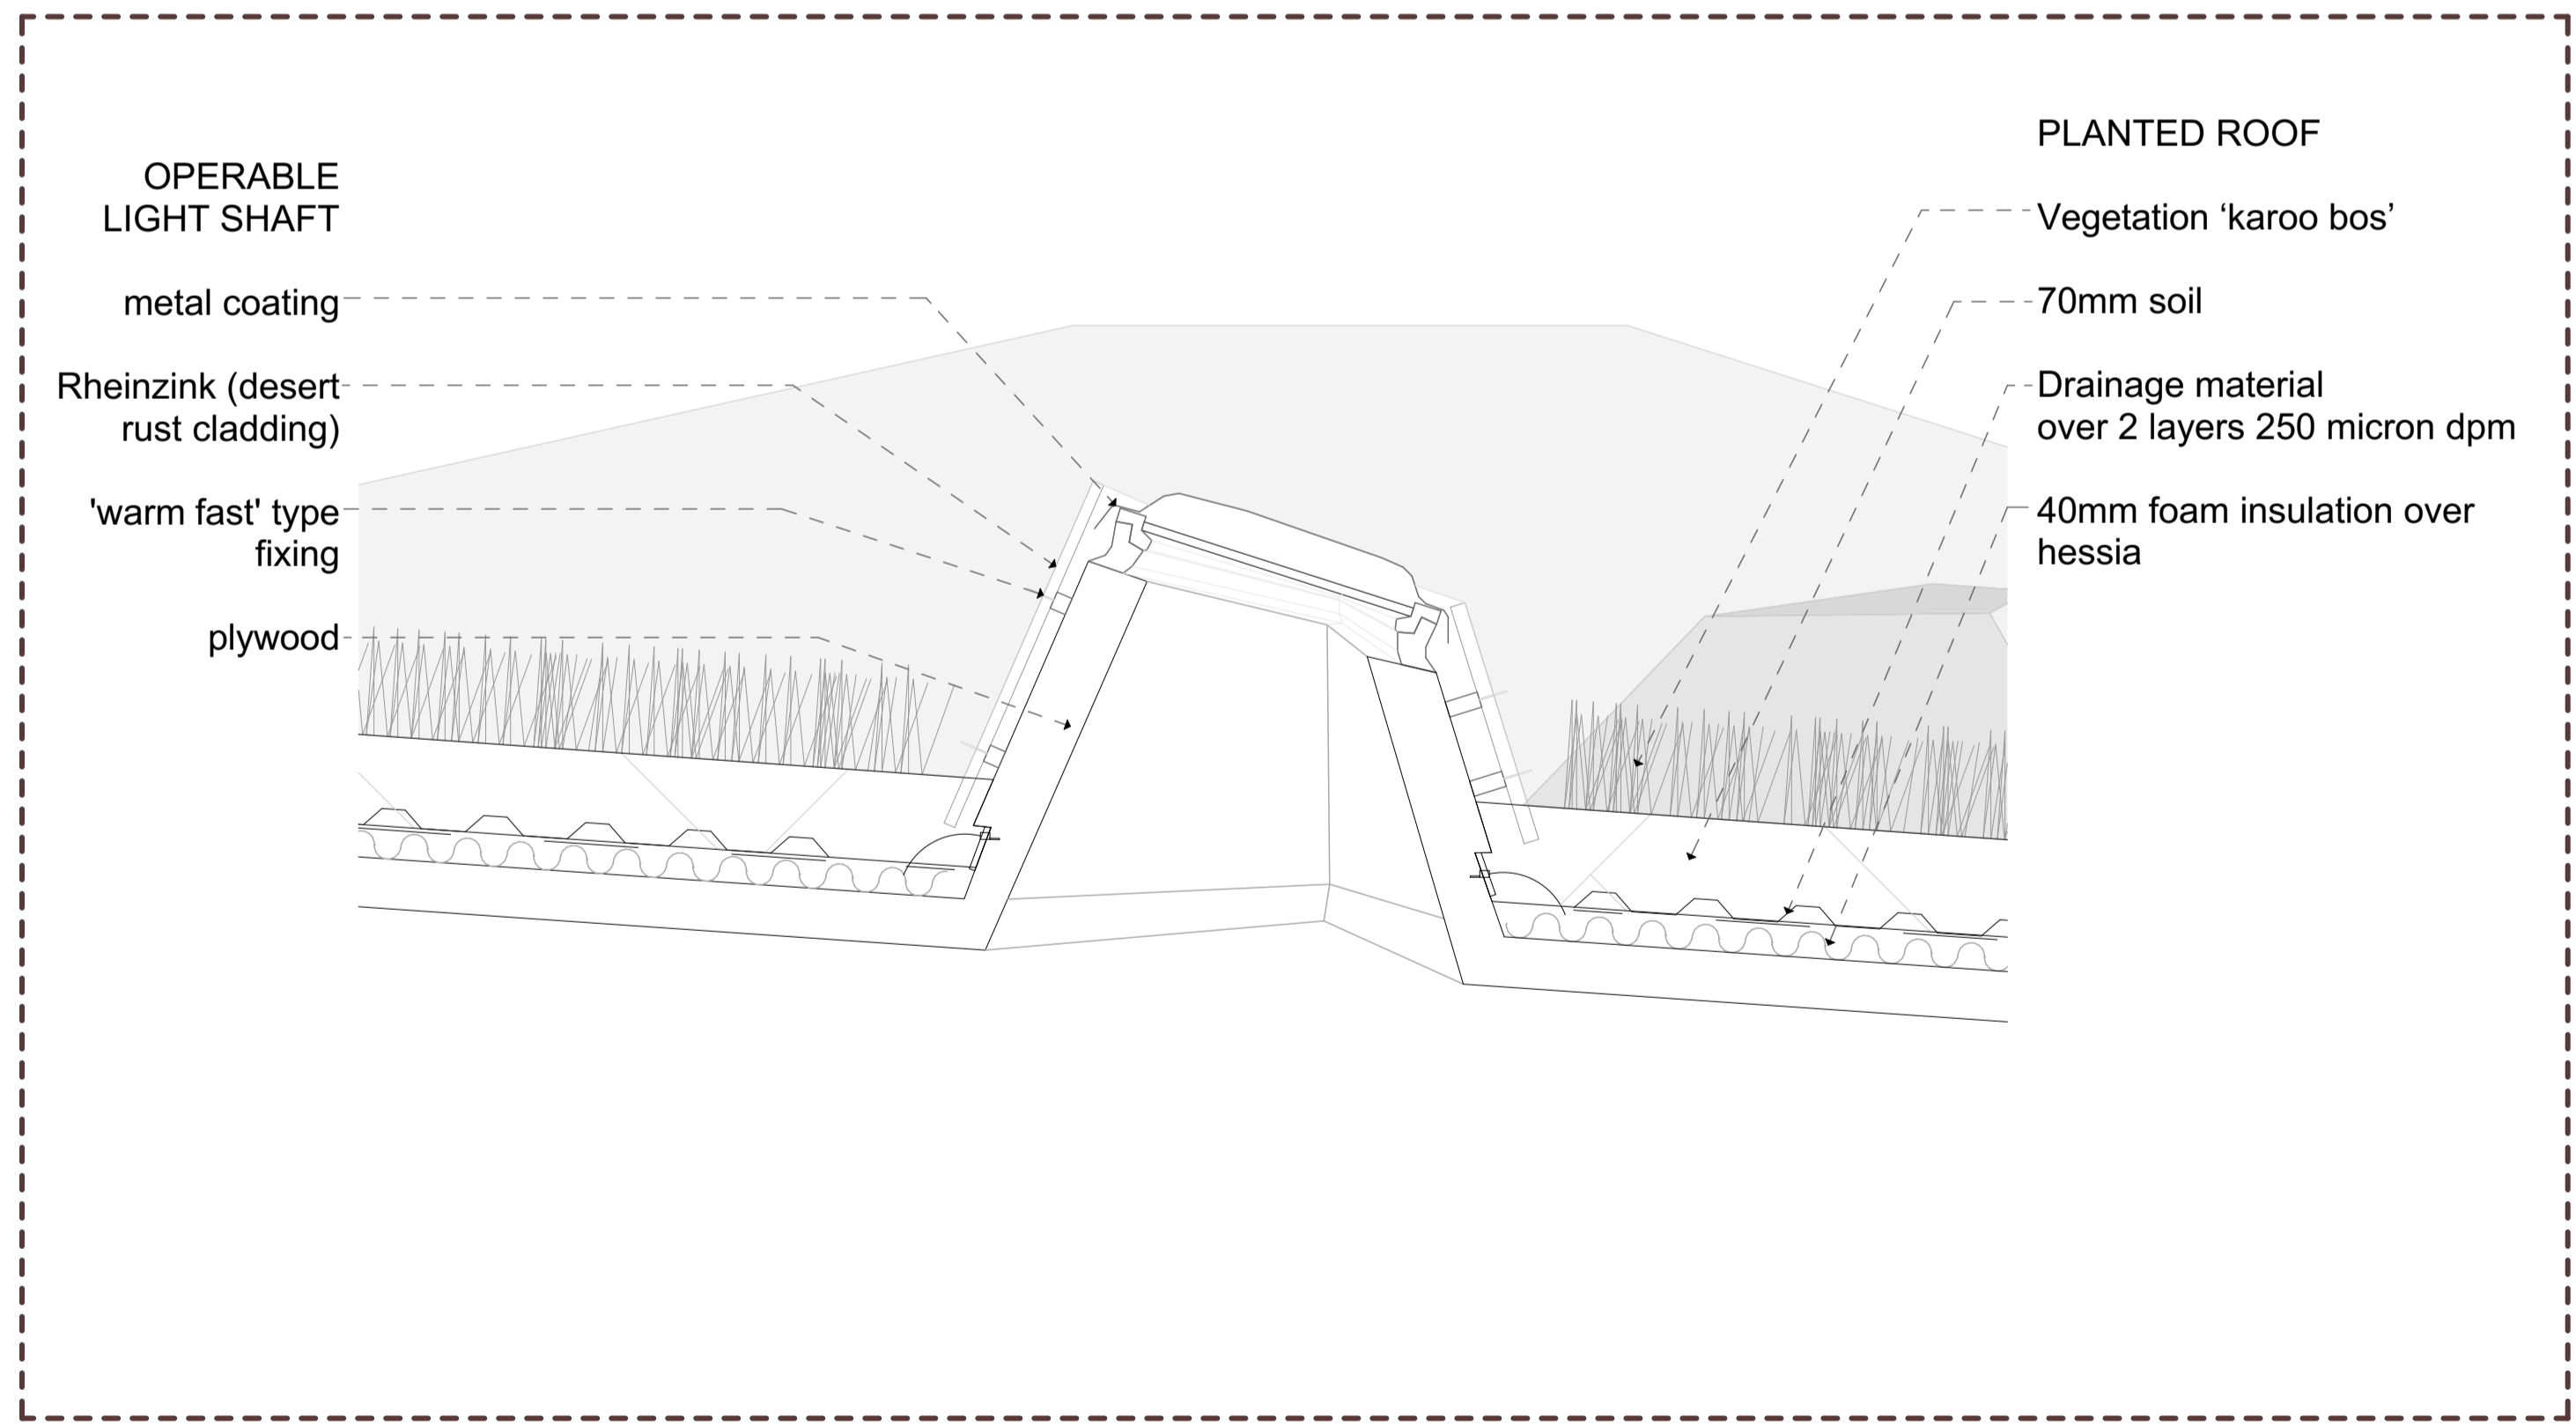 OPERABLE
LIGHT SHAFT
metal coating
Rheinzink (desert
rust cladding)
'warm fast' type
fixing
plywood
PLANTED ROOF
Vegetation ‘karoo bos’
70mm soil
Drainage material
over 2 layers 250 micron dpm
40mm foam insulation over
hessia